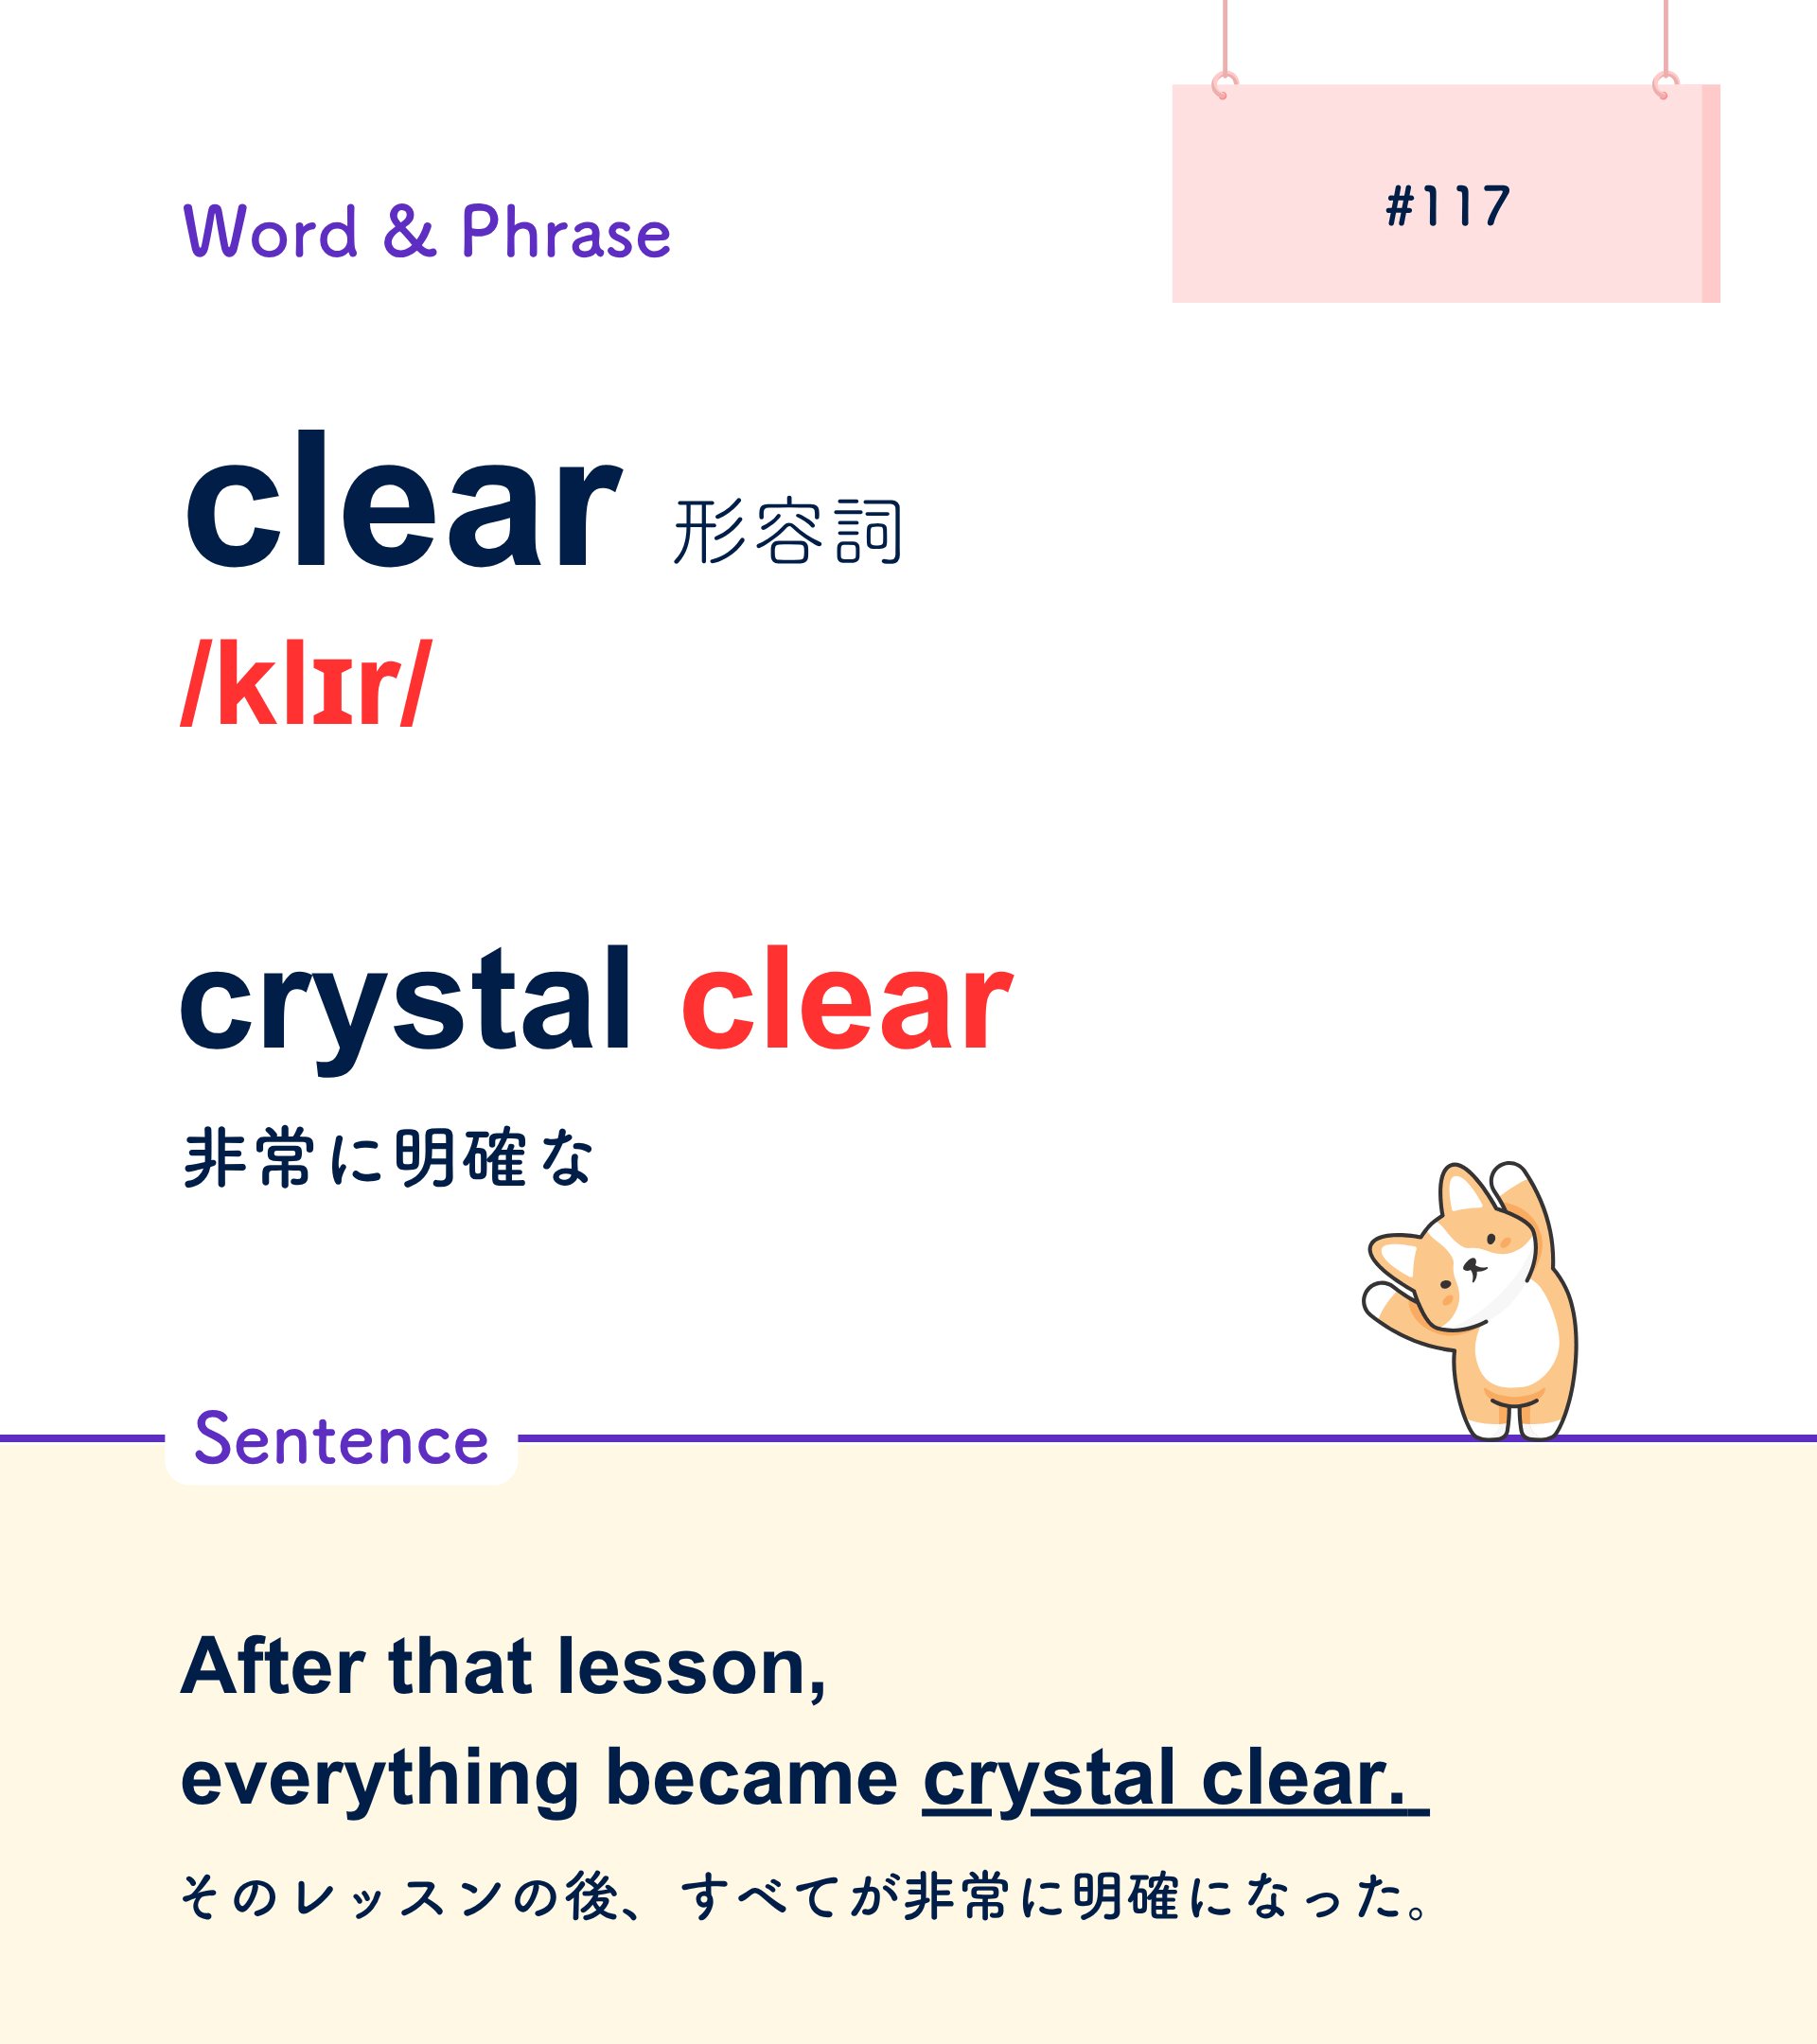 #117
Word & Phrase
clear 形容詞
/klɪr/
crystal clear
非常に明確な
Sentence
After that lesson,
everything became crystal clear.
そのレッスンの後、すべてが非常に明確になった。